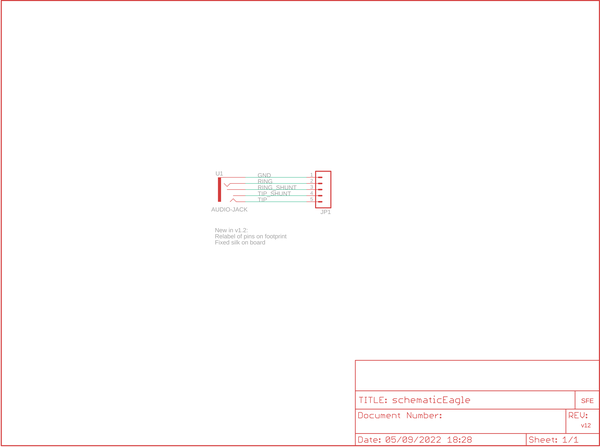 U1
GND 1
RING 2
RING_SHUNT 3
TIP_SHUNT 4
TIP 5
AUDIO-JACK
JP1
New in v1.2:
Relabel of pins on footprint
Fixed silk on board
TITLE: schematicEagle
SFE
Document Number:
REV:
v12
Date: 05/09/2022 18:28
Sheet: 1/1